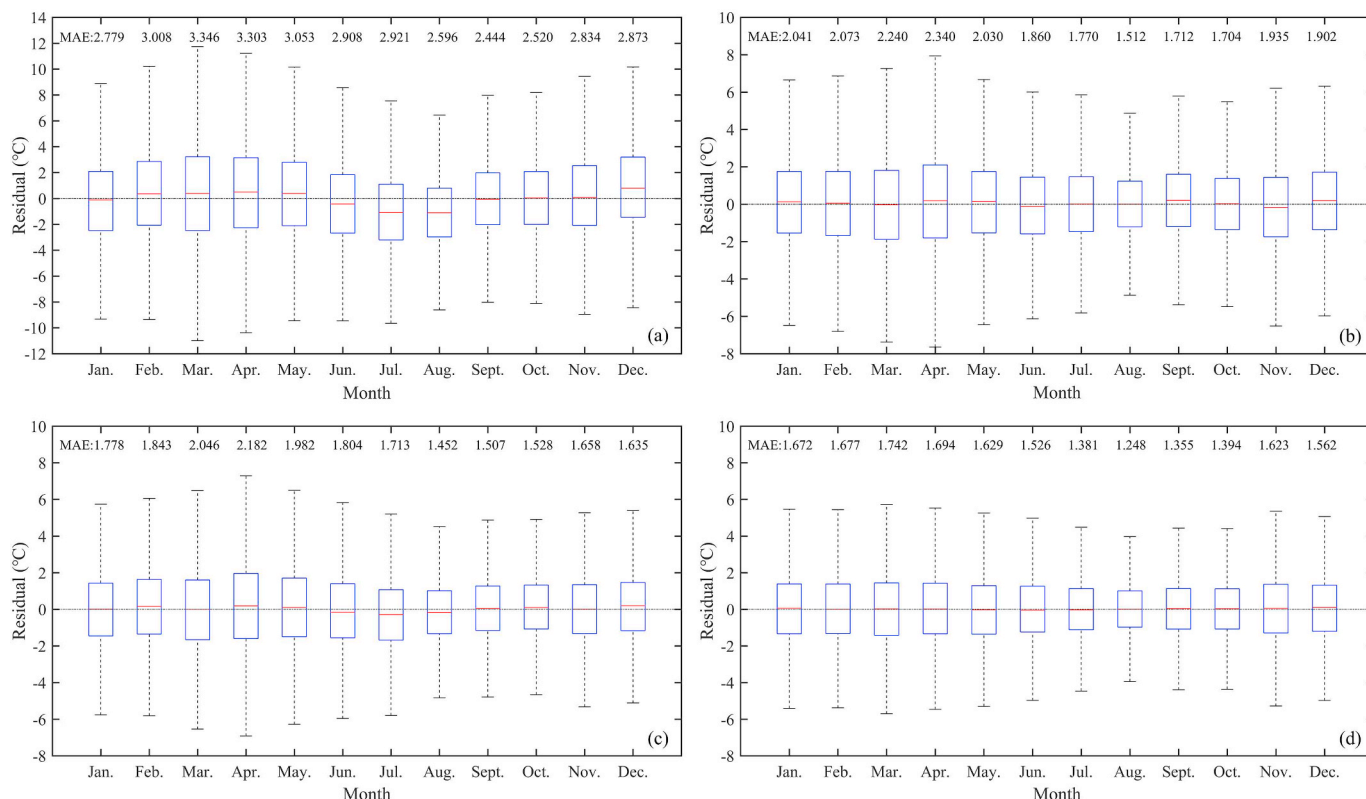 14
12
10
8
6
4
2
0
-2
-4
-6
-8
-10
-12
Residual (°C)
MAE:2.779 3.008 3.346 3.303 3.053 2.908 2.921 2.596 2.444 2.520 2.834 2.873
(a)
Jan. Feb. Mar. Apr. May. Jun. Jul. Aug. Sept. Oct. Nov. Dec.
Month
10
8
6
4
2
0
-2
-4
-6
-8
Residual (°C)
MAE:2.041 2.073 2.240 2.340 2.030 1.860 1.770 1.512 1.712 1.704 1.935 1.902
(b)
Jan. Feb. Mar. Apr. May. Jun. Jul. Aug. Sept. Oct. Nov. Dec.
Month
10
8
6
4
2
0
-2
-4
-6
-8
Residual (°C)
MAE:1.778 1.843 2.046 2.182 1.982 1.804 1.713 1.452 1.507 1.528 1.658 1.635
(c)
Jan. Feb. Mar. Apr. May. Jun. Jul. Aug. Sept. Oct. Nov. Dec.
Month
10
8
6
4
2
0
-2
-4
-6
-8
Residual (°C)
MAE:1.672 1.677 1.742 1.694 1.629 1.526 1.381 1.248 1.355 1.394 1.623 1.562
(d)
Jan. Feb. Mar. Apr. May. Jun. Jul. Aug. Sept. Oct. Nov. Dec.
Month